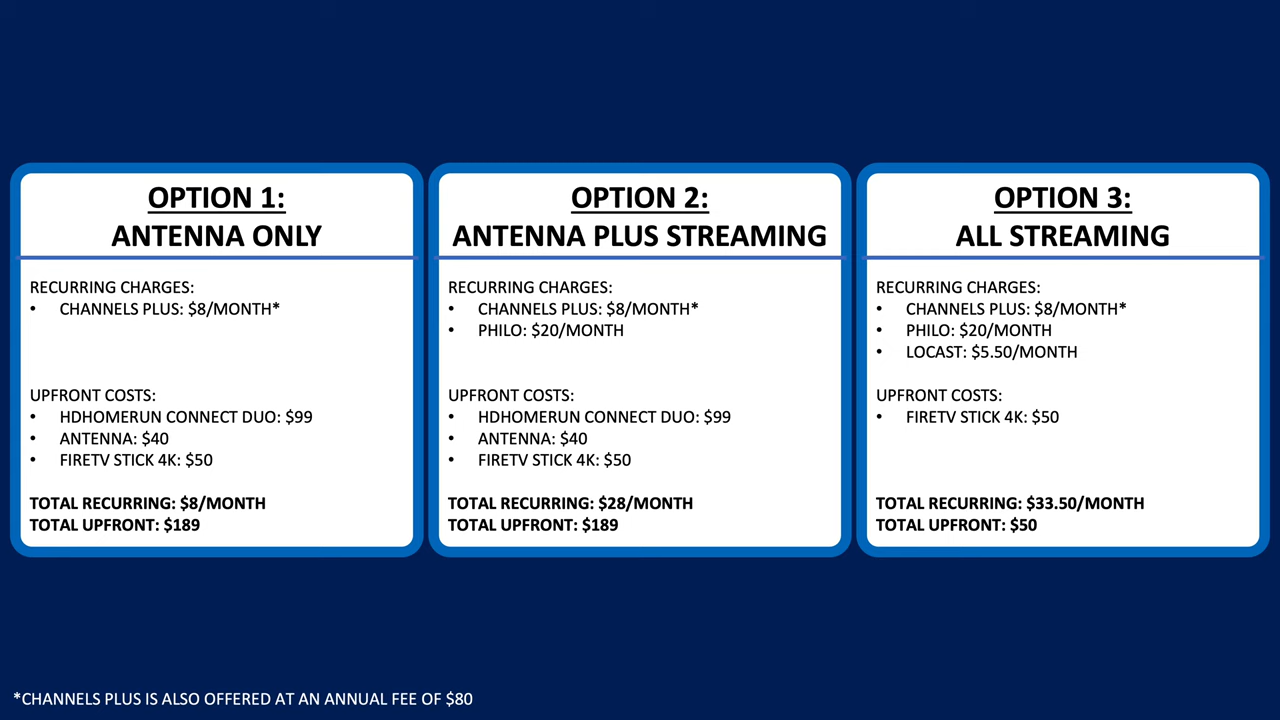 OPTION 1:
ANTENNA ONLY
RECURRING CHARGES:
• CHANNELS PLUS: $8/MONTH*
UPFRONT COSTS:
• HDHOMERUN CONNECT DUO: $99
• ANTENNA: $40
• FIRETV STICK 4K: $50
TOTAL RECURRING: $8/MONTH
TOTAL UPFRONT: $189
OPTION 2:
ANTENNA PLUS STREAMING
RECURRING CHARGES:
• CHANNELS PLUS: $8/MONTH*
• PHILO: $20/MONTH
UPFRONT COSTS:
• HDHOMERUN CONNECT DUO: $99
• ANTENNA: $40
• FIRETV STICK 4K: $50
TOTAL RECURRING: $28/MONTH
TOTAL UPFRONT: $189
OPTION 3:
ALL STREAMING
RECURRING CHARGES:
• CHANNELS PLUS: $8/MONTH*
• PHILO: $20/MONTH
• LOCAST: $5.50/MONTH
UPFRONT COSTS:
• FIRETV STICK 4K: $50
TOTAL RECURRING: $33.50/MONTH
TOTAL UPFRONT: $50
*CHANNELS PLUS IS ALSO OFFERED AT AN ANNUAL FEE OF $80